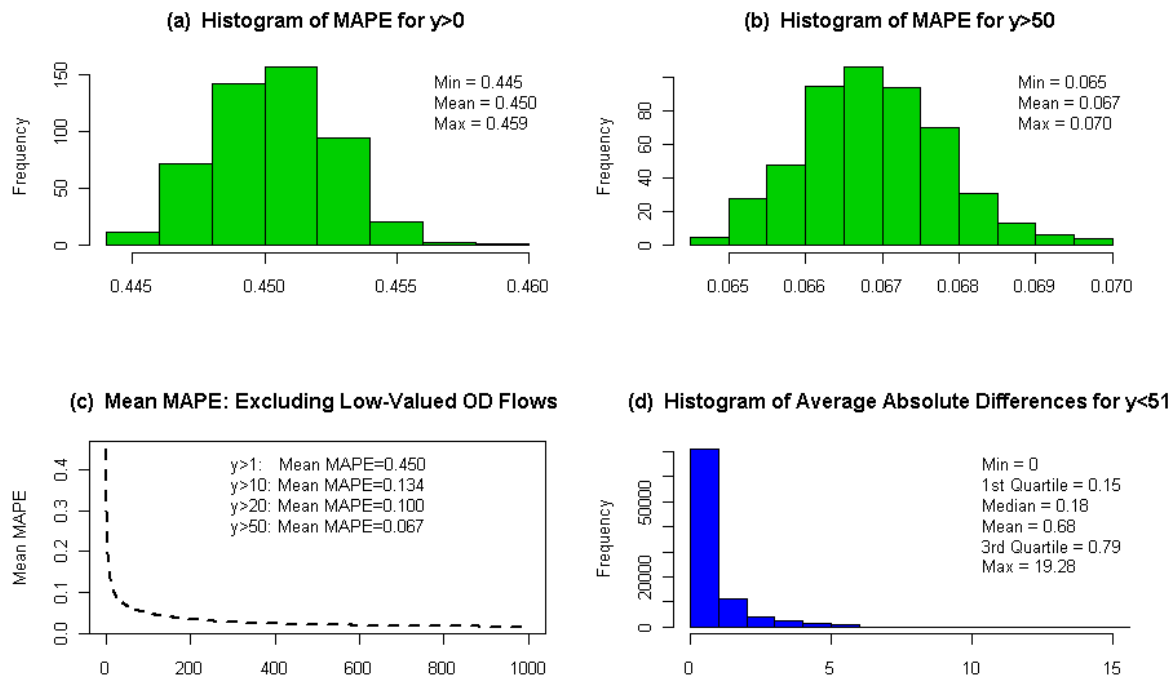 (a) Histogram of MAPE for y>0
Frequency
0
50
100
150
0.445
0.450
0.455
0.460
Min = 0.445
Mean = 0.450
Max = 0.459
(b) Histogram of MAPE for y>50
Frequency
0
20
40
60
80
0.065
0.066
0.067
0.068
0.069
0.070
Min = 0.065
Mean = 0.067
Max = 0.070
(c) Mean MAPE: Excluding Low-Valued OD Flows
Mean MAPE
0.0
0.1
0.2
0.3
0.4
0
200
400
600
800
1000
y>1: Mean MAPE=0.450
y>10: Mean MAPE=0.134
y>20: Mean MAPE=0.100
y>50: Mean MAPE=0.067
(d) Histogram of Average Absolute Differences for y<51
Frequency
0
20000
50000
0
5
10
15
Min = 0
1st Quartile = 0.15
Median = 0.18
Mean = 0.68
3rd Quartile = 0.79
Max = 19.28